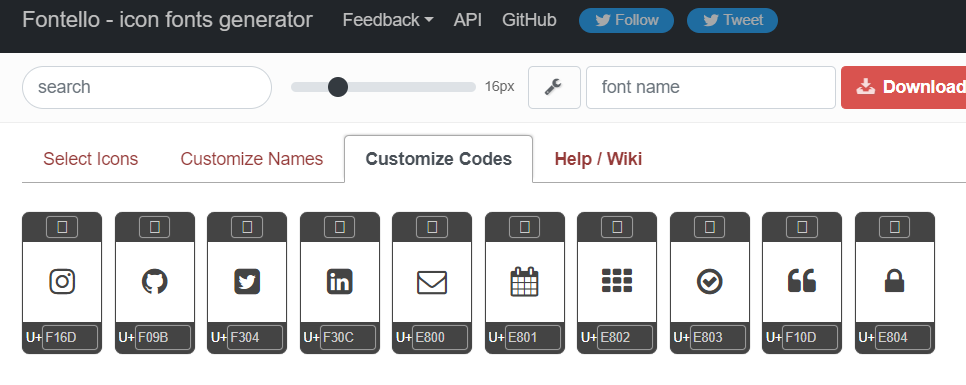 Fontello - icon fonts generator Feedback API GitHub Follow Tweet
search 16px font name Download
Select Icons Customize Names Customize Codes Help / Wiki
U+ F16D U+ F09B U+ F304 U+ F30C U+ E800 U+ E801 U+ E802 U+ E803 U+ F10D U+ E804